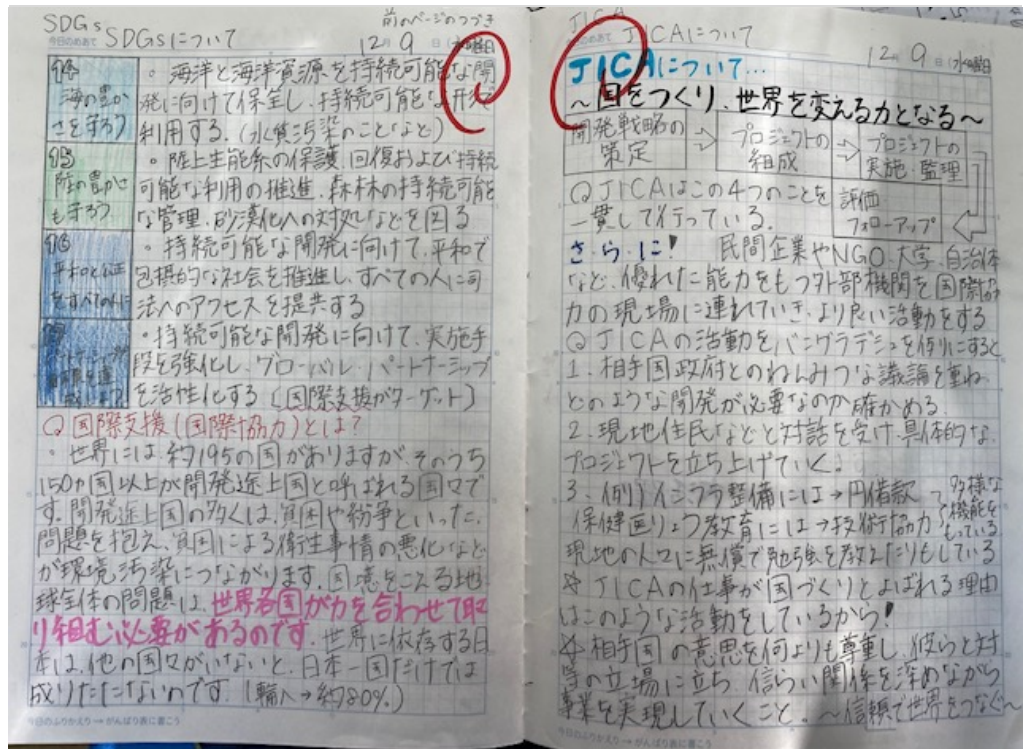 SDGs
前のページのつづき
今日のめあて SDGsについて
12月9日(水曜日
14
海の豊か
さを守ろう
・海洋と海洋資源を持続可能な開
発に向けて保全し、持続可能な形で
利用する。(水質汚染のことなど)
15
陸の豊かさ
も守ろう
・陸上生態系の保護、回復および持続
可能な利用の推進、森林の持続可能
な管理、砂漠化への対処などを図る
16
平和と公正
をすべての人に
・持続可能な開発に向けて、平和で
包摂的な社会を推進し、すべての人に司
法へのアクセスを提供する
17
パートナーシップで
目標を達
成しよう
・持続可能な開発に向けて、実施手
段を強化し、グローバル・パートナーシップ
を活性化する(国際支援がターゲット)
Q国際支援(国際協力)とは?
・世界には、約195の国がありますが、そのうち
150カ国以上が開発途上国と呼ばれる国々で
す。開発途上国の多くは、貧困や紛争といった、
問題を抱え、貧困による衛生事情の悪化など
が環境汚染につながります。国境をこえる地
球全体の問題は、世界各国が力を合わせて取
り組む必要があるのです。世界に依存する日
本は、他の国々がいないと、日本一国だけでは
成りたたないのです。(輸入→約80%)
今日のふりかえり→がんばり表に書こう
JICA
今日のめあて JICAについて
12月9日(水曜日
JICAについて…
～国をつくり、世界を変える力となる～
開発戦略の
策定
⇒
プロジェクトの
組成
⇒
プロジェクトの
実施・監理
評価
フォローアップ
Q JICAはこの4つのことを
一貫して行っている。
さ・ら・に! 民間企業やNGO、大学、自治体
など、優れた能力をもつ外部機関を国際協
力の現場に連れていき、より良い活動をする
Q JICAの活動をバングラデシュを例にすると
1. 相手国政府とのねんみつな議論を重ね
どのような開発が必要なのか確かめる。
2. 現地住民などと対話を受け、具体的な、
プロジェクトを立ち上げていく。
3. 例)インフラ整備には→円借款
保健医りょう教育には→技術協力
多様な
機能を
もっている
現地の人々に無償で勉強を教えたりもしている
☆JICAの仕事が国づくりとよばれる理由
はこのような活動をしているから!
☆相手国の意思を何よりも尊重し、彼らと対
等の立場に立ち、信らい関係を深めながら
事業を実現していくこと。～信頼で世界をつなぐ～
今日のふりかえり→がんばり表に書こう